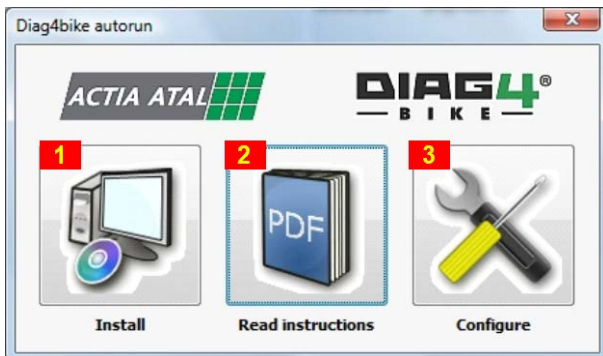 Diag4bike autorun
ACTIA ATAL
DIAG4®
BIKE
1
2
3
PDF
Install
Read instructions
Configure